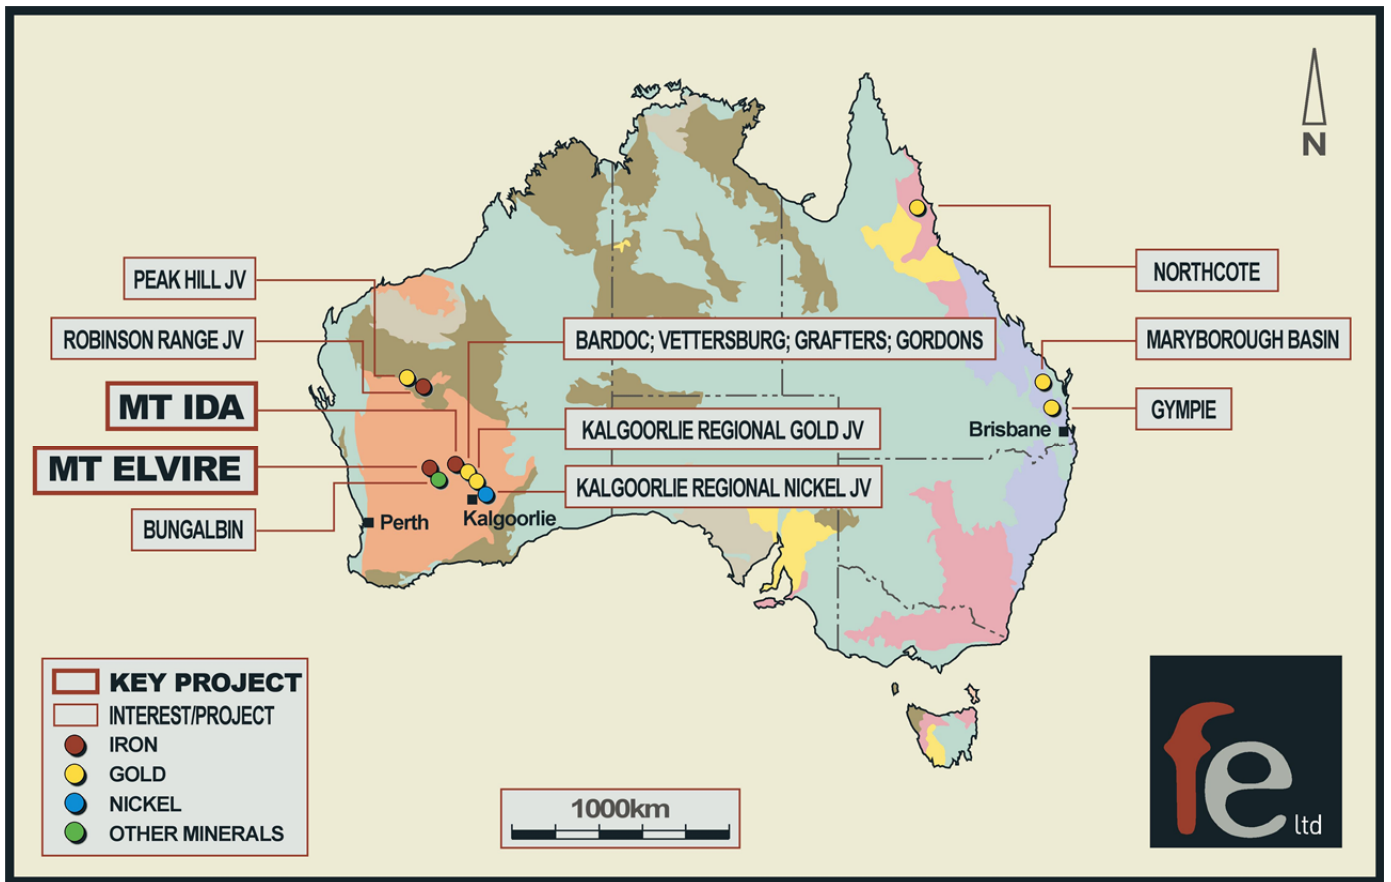 N
PEAK HILL JV
ROBINSON RANGE JV
MT IDA
MT ELVIRE
BUNGALBIN
BARDOC; VETTERSBURG; GRAFTERS; GORDONS
KALGOORLIE REGIONAL GOLD JV
KALGOORLIE REGIONAL NICKEL JV
NORTHCOTE
MARYBOROUGH BASIN
GYMPIE
Brisbane
Perth
Kalgoorlie
KEY PROJECT
INTEREST/PROJECT
IRON
GOLD
NICKEL
OTHER MINERALS
1000km
fe ltd